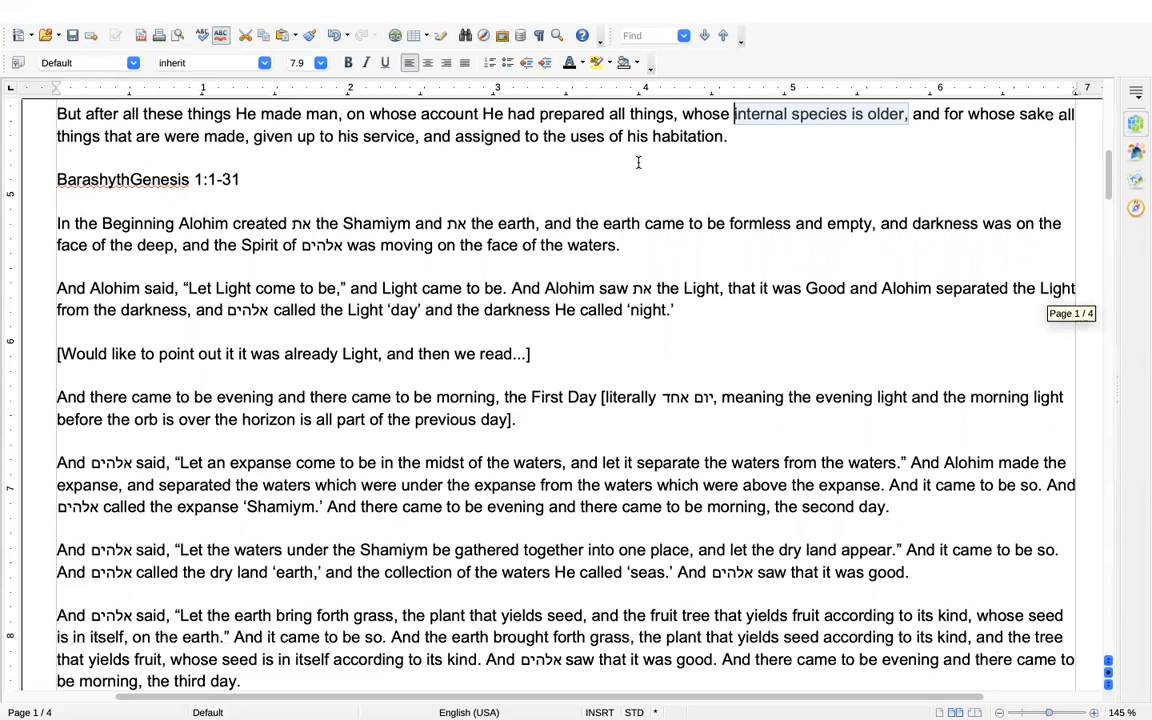 Find
Default
inherit
7.9
1
2
3
4
5
6
7
But after all these things He made man, on whose account He had prepared all things, whose internal species is older, and for whose sake all
things that are were made, given up to his service, and assigned to the uses of his habitation.
BarashythGenesis 1:1-31
5
In the Beginning Alohim created את the Shamiym and את the earth, and the earth came to be formless and empty, and darkness was on the
face of the deep, and the Spirit of אלהים was moving on the face of the waters.
And Alohim said, “Let Light come to be,” and Light came to be. And Alohim saw את the Light, that it was Good and Alohim separated the Light
from the darkness, and אלהים called the Light ‘day’ and the darkness He called ‘night.’
Page 1 / 4
6
[Would like to point out it it was already Light, and then we read...]
And there came to be evening and there came to be morning, the First Day [literally יום אחד, meaning the evening light and the morning light
before the orb is over the horizon is all part of the previous day].
And אלהים said, “Let an expanse come to be in the midst of the waters, and let it separate the waters from the waters.” And Alohim made the
expanse, and separated the waters which were under the expanse from the waters which were above the expanse. And it came to be so. And
7
אלהים called the expanse ‘Shamiym.’ And there came to be evening and there came to be morning, the second day.
And אלהים said, “Let the waters under the Shamiym be gathered together into one place, and let the dry land appear.” And it came to be so.
And אלהים called the dry land ‘earth,’ and the collection of the waters He called ‘seas.’ And אלהים saw that it was good.
And אלהים said, “Let the earth bring forth grass, the plant that yields seed, and the fruit tree that yields fruit according to its kind, whose seed
8
is in itself, on the earth.” And it came to be so. And the earth brought forth grass, the plant that yields seed according to its kind, and the tree
that yields fruit, whose seed is in itself according to its kind. And אלהים saw that it was good. And there came to be evening and there came to
be morning, the third day.
Page 1 / 4
Default
English (USA)
INSRT
STD
*
145 %